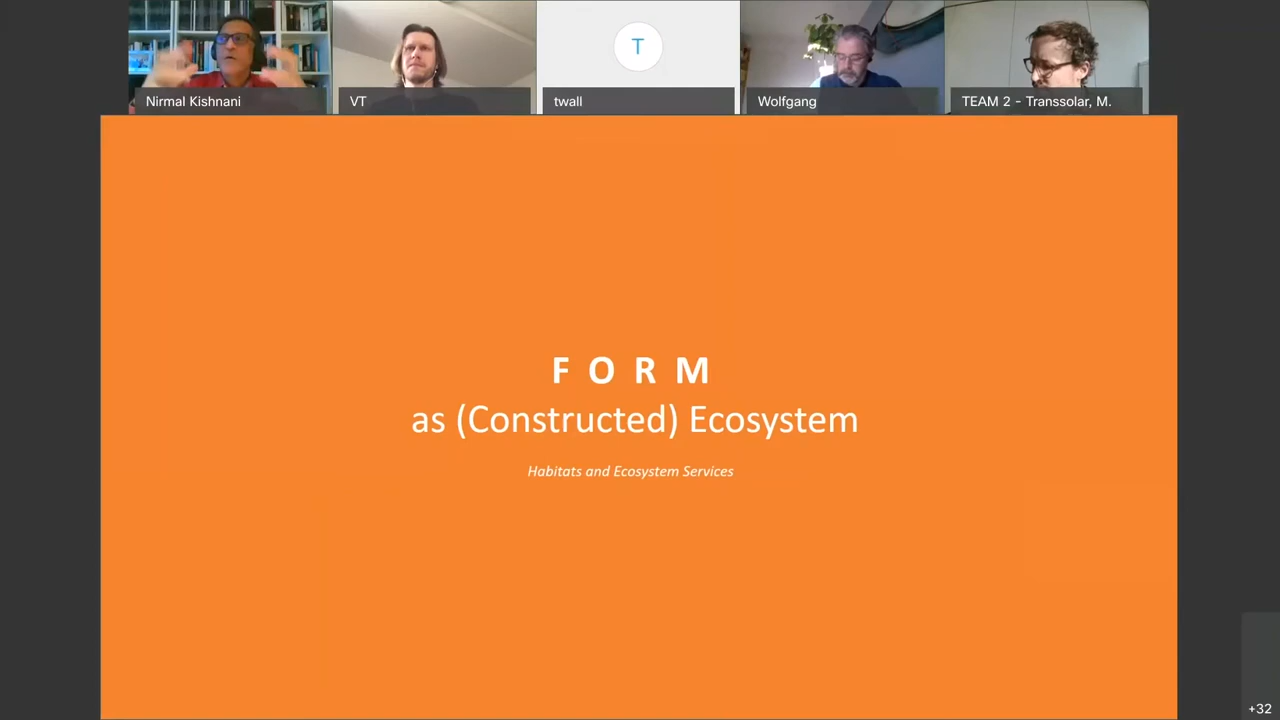 Nirmal Kishnani
VT
T
twall
Wolfgang
TEAM 2 - Transsolar, M.
F O R M
as (Constructed) Ecosystem
Habitats and Ecosystem Services
+32